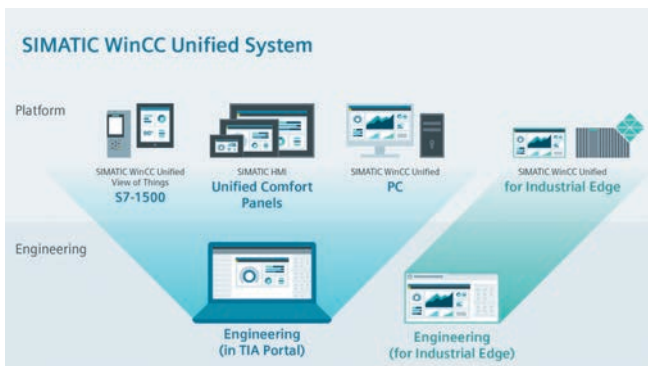 SIMATIC WinCC Unified System
Platform
SIMATIC WinCC Unified
View of Things
S7-1500
SIMATIC HMI
Unified Comfort
Panels
SIMATIC WinCC Unified
PC
SIMATIC WinCC Unified
for Industrial Edge
Engineering
Engineering
(in TIA Portal)
Engineering
(for Industrial Edge)